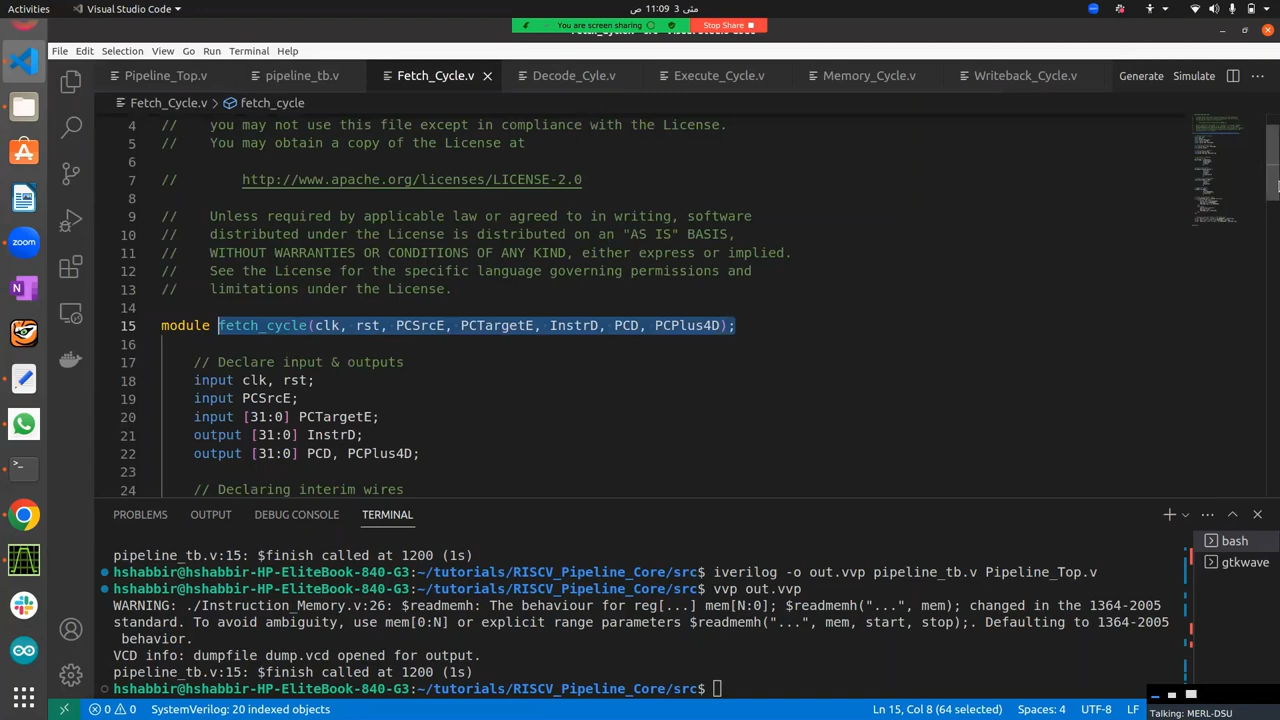 Activities
Visual Studio Code
11:09 ص 3 مئی
You are screen sharing
Stop Share
File Edit Selection View Go Run Terminal Help
Pipeline_Top.v
pipeline_tb.v
Fetch_Cycle.v
Decode_Cyle.v
Execute_Cycle.v
Memory_Cycle.v
Writeback_Cycle.v
Generate Simulate
Fetch_Cycle.v > fetch_cycle
4 // you may not use this file except in compliance with the License.
5 // You may obtain a copy of the License at
6
7 // http://www.apache.org/licenses/LICENSE-2.0
8
9 // Unless required by applicable law or agreed to in writing, software
10 // distributed under the License is distributed on an "AS IS" BASIS,
11 // WITHOUT WARRANTIES OR CONDITIONS OF ANY KIND, either express or implied.
12 // See the License for the specific language governing permissions and
13 // limitations under the License.
14
15 module fetch_cycle(clk, rst, PCSrcE, PCTargetE, InstrD, PCD, PCPlus4D);
16
17 // Declare input & outputs
18 input clk, rst;
19 input PCSrcE;
20 input [31:0] PCTargetE;
21 output [31:0] InstrD;
22 output [31:0] PCD, PCPlus4D;
23
24 // Declaring interim wires
PROBLEMS OUTPUT DEBUG CONSOLE TERMINAL
pipeline_tb.v:15: $finish called at 1200 (1s)
hshabbir@hshabbir-HP-EliteBook-840-G3:~/tutorials/RISCV_Pipeline_Core/src$ iverilog -o out.vvp pipeline_tb.v Pipeline_Top.v
hshabbir@hshabbir-HP-EliteBook-840-G3:~/tutorials/RISCV_Pipeline_Core/src$ vvp out.vvp
WARNING: ./Instruction_Memory.v:26: $readmemh: The behaviour for reg[...] mem[N:0]; $readmemh("...", mem); changed in the 1364-2005
standard. To avoid ambiguity, use mem[0:N] or explicit range parameters $readmemh("...", mem, start, stop);. Defaulting to 1364-2005
behavior.
VCD info: dumpfile dump.vcd opened for output.
pipeline_tb.v:15: $finish called at 1200 (1s)
hshabbir@hshabbir-HP-EliteBook-840-G3:~/tutorials/RISCV_Pipeline_Core/src$
bash
gtkwave
zoom
0 0 SystemVerilog: 20 indexed objects
Ln 15, Col 8 (64 selected) Spaces: 4 UTF-8 LF
Talking: MERL-DSU